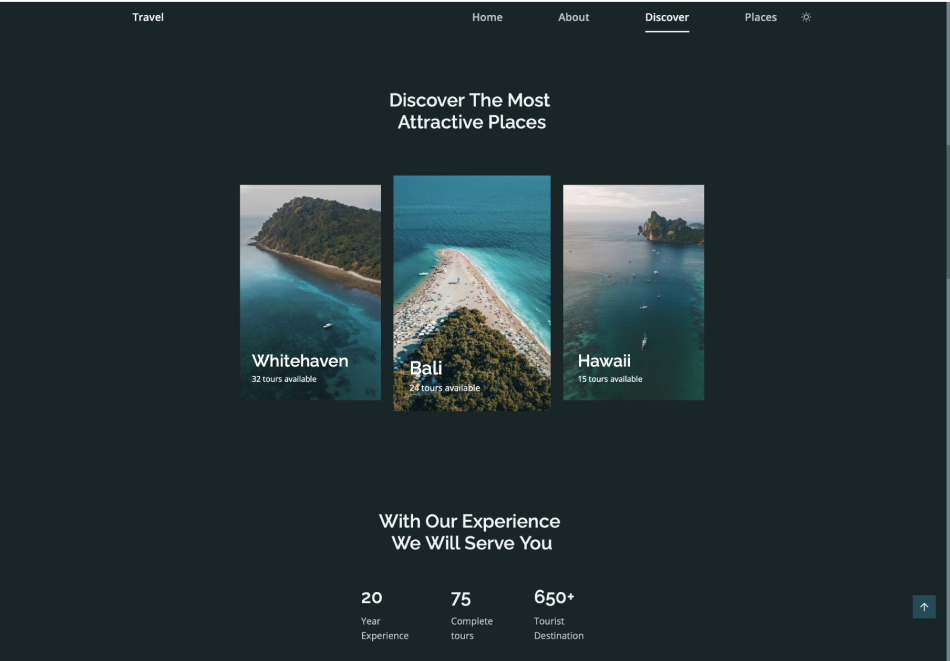 Travel
Home
About
Discover
Places
Discover The Most
Attractive Places
Whitehaven
32 tours available
Bali
24 tours available
Hawaii
15 tours available
With Our Experience
We Will Serve You
20
Year
Experience
75
Complete
tours
650+
Tourist
Destination